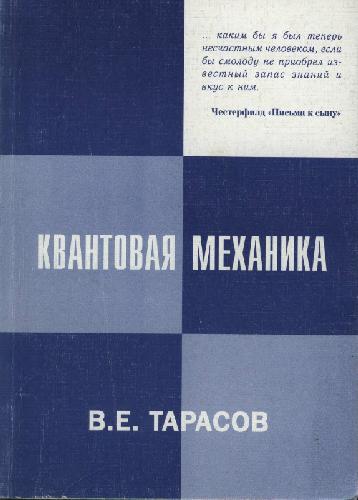 ... каким бы я был теперь
несчастным человеком, если
бы смолоду не приобрел из-
вестный запас знаний и
вкус к ним.
Честерфилд «Письма к сыну»
КВАНТОВАЯ МЕХАНИКА
В.Е. ТАРАСОВ